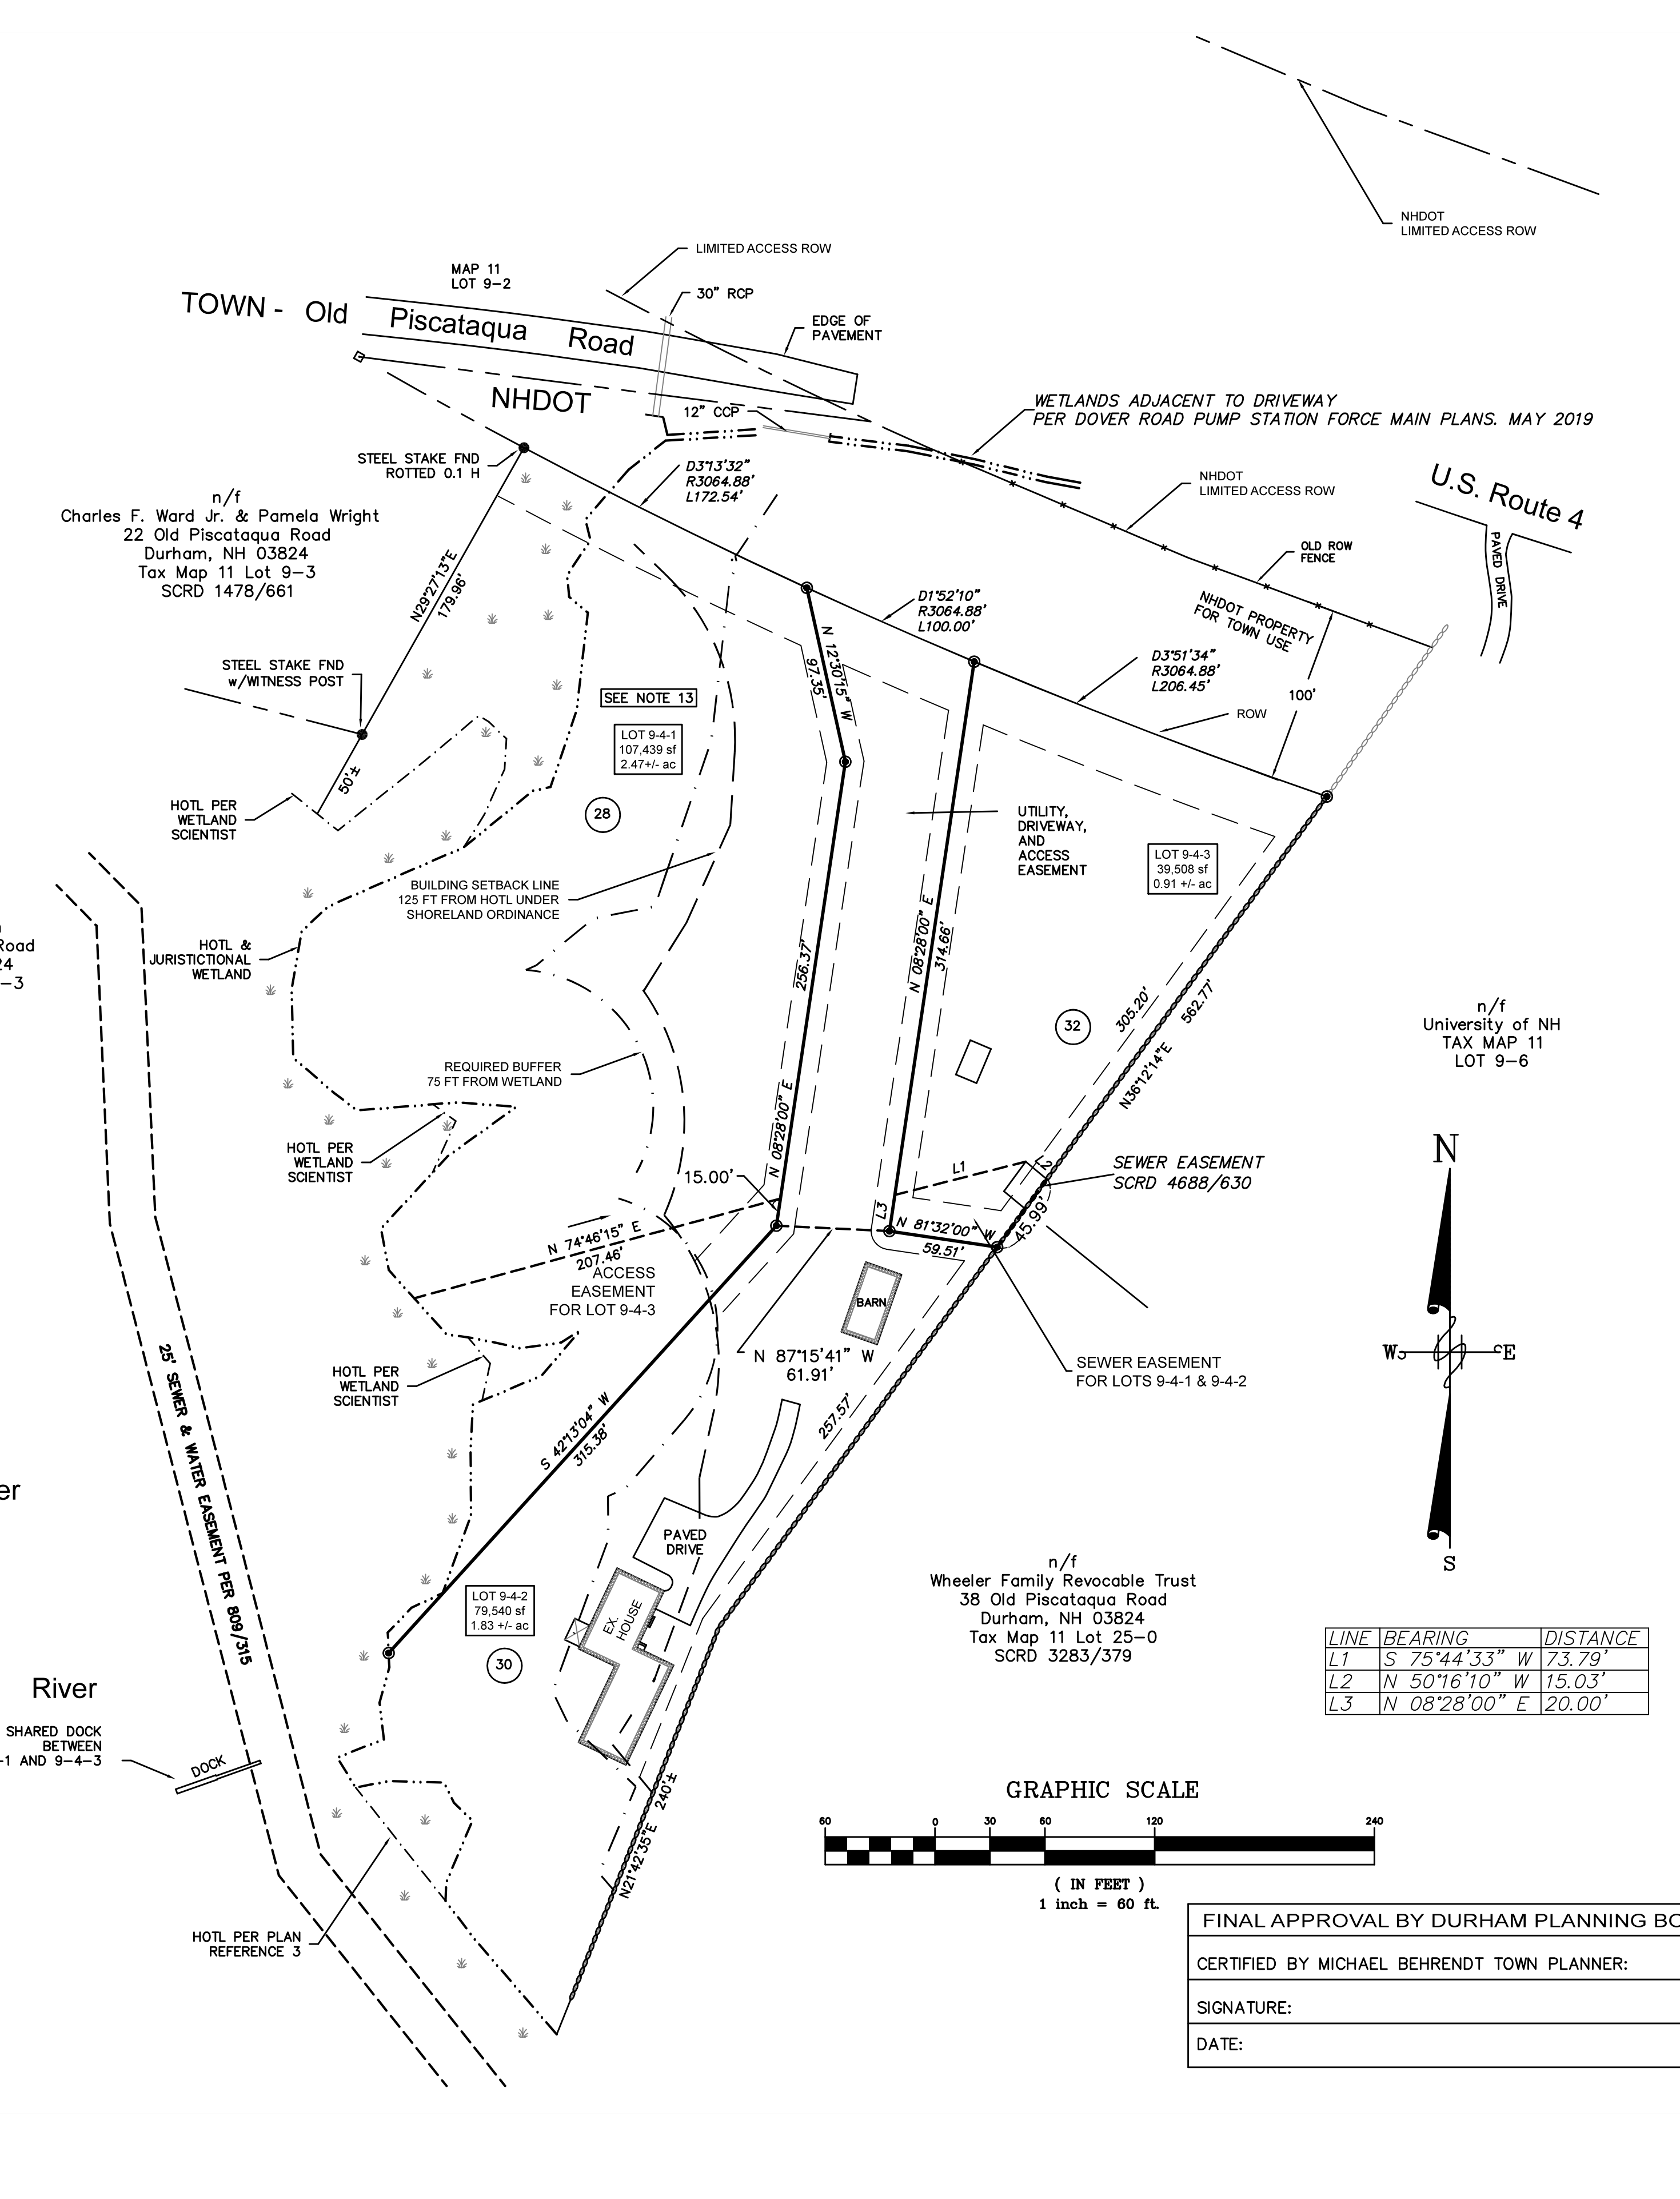 NHDOT
LIMITED ACCESS ROW
LIMITED ACCESS ROW
MAP 11
LOT 9-2
30" RCP
TOWN - Old Piscataqua Road
EDGE OF
PAVEMENT
NHDOT
12" CCP
WETLANDS ADJACENT TO DRIVEWAY
PER DOVER ROAD PUMP STATION FORCE MAIN PLANS. MAY 2019
STEEL STAKE FND
ROTTED 0.1 H
D3°13'32"
R3064.88'
L172.54'
NHDOT
LIMITED ACCESS ROW
U.S. Route 4
PAVED DRIVE
n/f
Charles F. Ward Jr. & Pamela Wright
22 Old Piscataqua Road
Durham, NH 03824
Tax Map 11 Lot 9-3
SCRD 1478/661
OLD ROW
FENCE
N29°27'13"E
179.96'
D1°52'10"
R3064.88'
L100.00'
NHDOT PROPERTY
FOR TOWN USE
N 12°30'15" W
97.35'
D3°51'34"
R3064.88'
L206.45'
100'
ROW
STEEL STAKE FND
w/WITNESS POST
SEE NOTE 13
LOT 9-4-1
107,439 sf
2.47+/- ac
50'±
28
HOTL PER
WETLAND
SCIENTIST
UTILITY,
DRIVEWAY,
AND
ACCESS
EASEMENT
LOT 9-4-3
39,508 sf
0.91 +/- ac
BUILDING SETBACK LINE
125 FT FROM HOTL UNDER
SHORELAND ORDINANCE
HOTL &
JURISTICTIONAL
WETLAND
Road
24
-3
256.37'
N 08°28'00" E
N 08°28'00" E
314.66'
305.20'
562.77'
N36°12'14"E
32
n/f
University of NH
TAX MAP 11
LOT 9-6
REQUIRED BUFFER
75 FT FROM WETLAND
HOTL PER
WETLAND
SCIENTIST
15.00'
L1
L2
L3
SEWER EASEMENT
SCRD 4688/630
N
N 81°32'00" W
59.51'
45.99'
N 74°46'15" E
207.46'
ACCESS
EASEMENT
FOR LOT 9-4-3
BARN
N 87°15'41" W
61.91'
SEWER EASEMENT
FOR LOTS 9-4-1 & 9-4-2
W
E
S
HOTL PER
WETLAND
SCIENTIST
257.57'
S 42°13'04" W
315.38'
25' SEWER & WATER EASEMENT PER 809/315
er
PAVED
DRIVE
EX.
HOUSE
LOT 9-4-2
79,540 sf
1.83 +/- ac
30
n/f
Wheeler Family Revocable Trust
38 Old Piscataqua Road
Durham, NH 03824
Tax Map 11 Lot 25-0
SCRD 3283/379
LINE BEARING DISTANCE
L1 S 75°44'33" W 73.79'
L2 N 50°16'10" W 15.03'
L3 N 08°28'00" E 20.00'
River
SHARED DOCK
BETWEEN
-1 AND 9-4-3
DOCK
N21°42'35"E 240'±
GRAPHIC SCALE
60 0 30 60 120 240
( IN FEET )
1 inch = 60 ft.
HOTL PER PLAN
REFERENCE 3
FINAL APPROVAL BY DURHAM PLANNING BO
CERTIFIED BY MICHAEL BEHRENDT TOWN PLANNER:
SIGNATURE:
DATE: